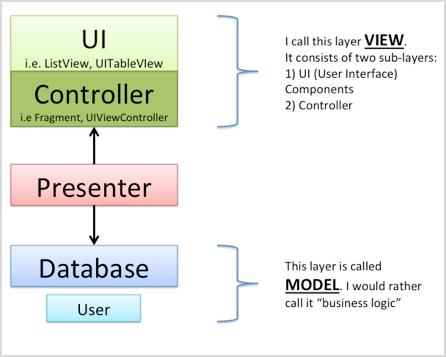 UI
i.e. ListView, UITableVIew
Controller
i.e Fragment, UIViewController
I call this layer VIEW.
It consists of two sub-layers:
1) UI (User Interface)
Components
2) Controller
Presenter
Database
User
This layer is called
MODEL. I would rather
call it “business logic”